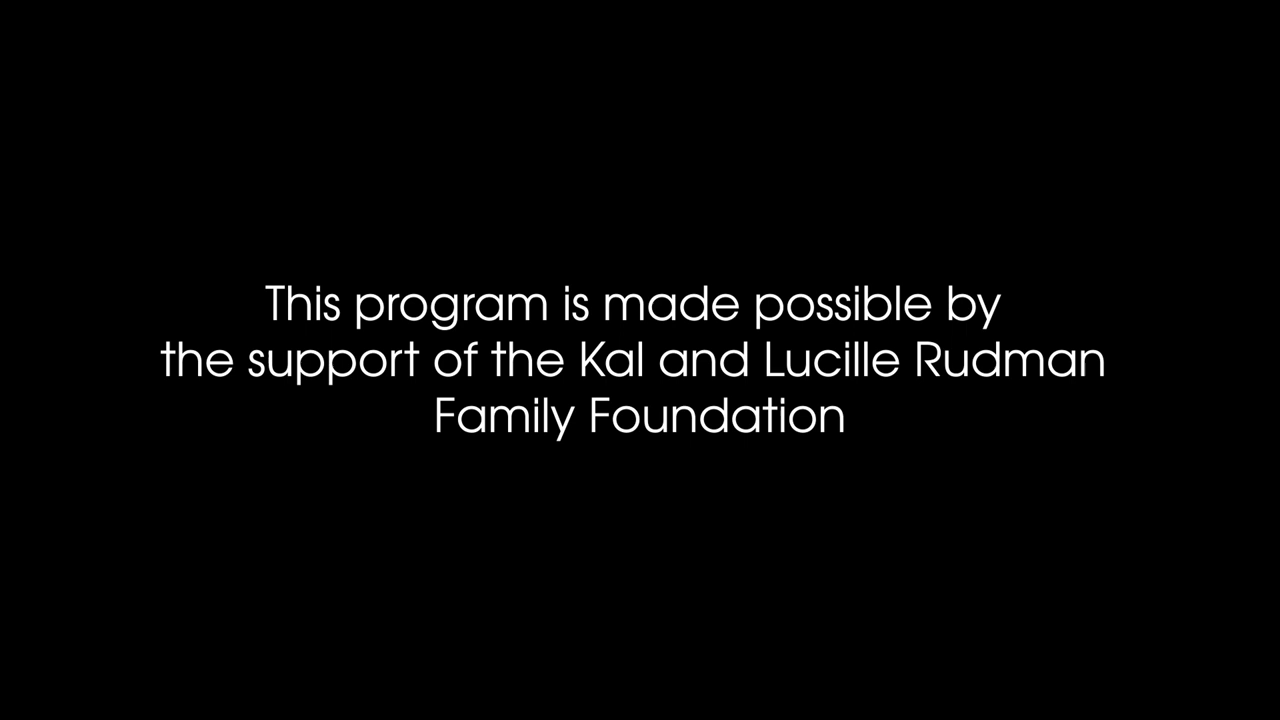 This program is made possible by
the support of the Kal and Lucille Rudman
Family Foundation